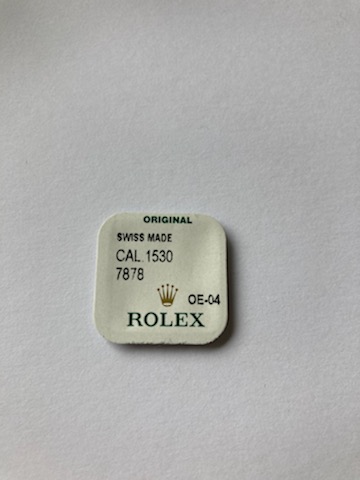 ORIGINAL
SWISS MADE
CAL.1530
7878
OE-04
ROLEX